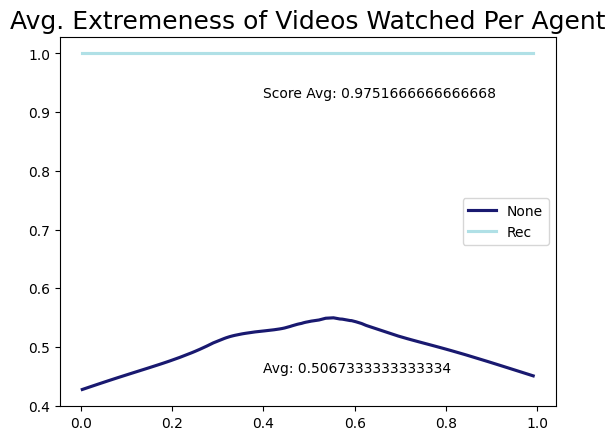 Avg. Extremeness of Videos Watched Per Agent
1.0
Score Avg: 0.9751666666666668
0.9
0.8
0.7
None
Rec
0.6
0.5
Avg: 0.5067333333333334
0.4
0.0 0.2 0.4 0.6 0.8 1.0